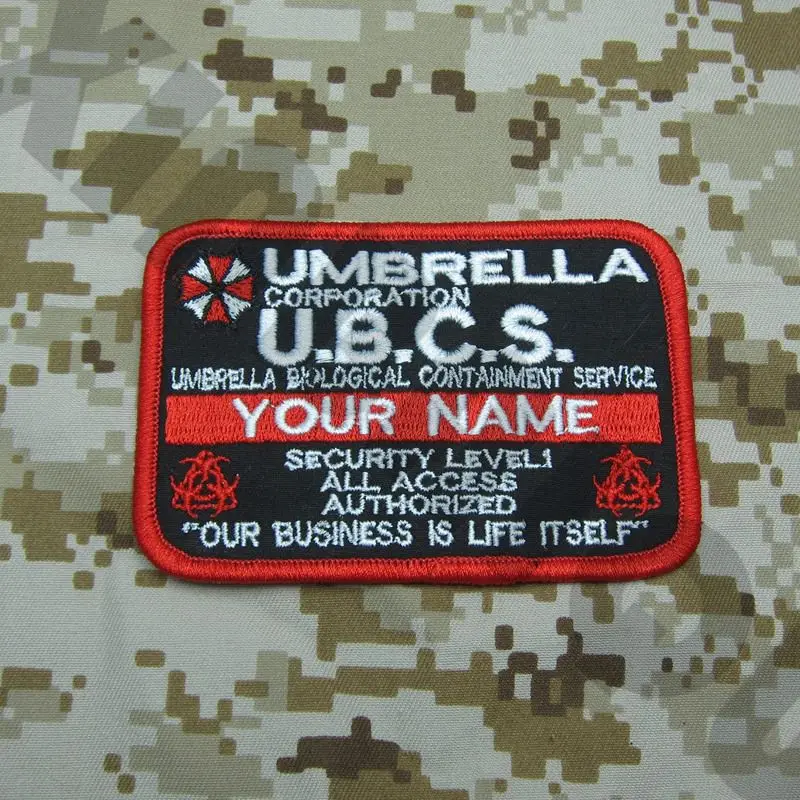 UMBRELLA
CORPORATION
U.B.C.S.
UMBRELLA BIOLOGICAL CONTAINMENT SERVICE
YOUR NAME
SECURITY LEVEL1
ALL ACCESS
AUTHORIZED
"OUR BUSINESS IS LIFE ITSELF"